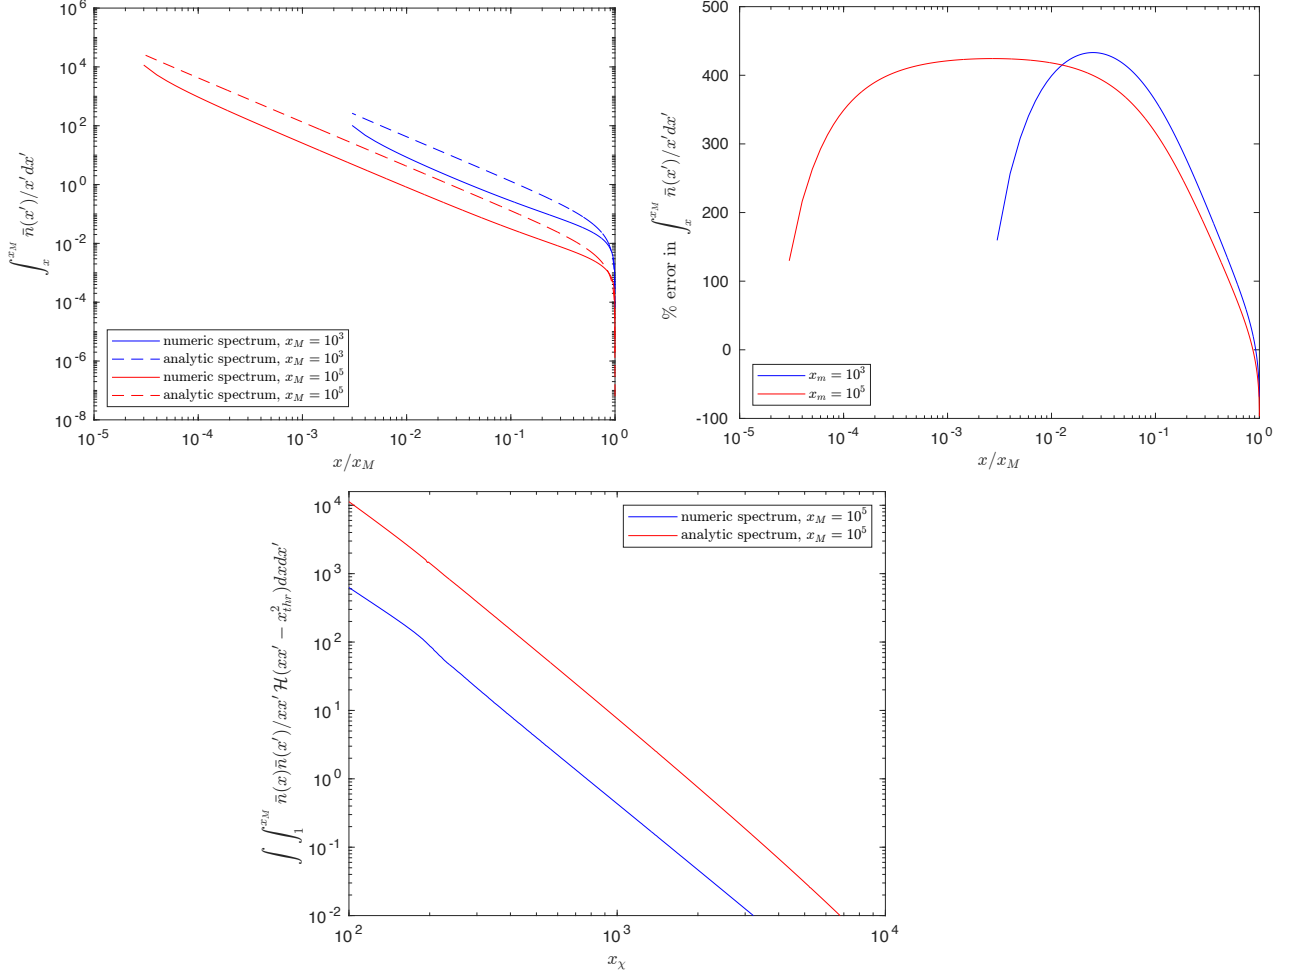 10^6
10^4
10^2
10^0
10^-2
10^-4
10^-6
10^-8
∫_x^{x_M} n̄(x')/x'dx'
numeric spectrum, x_M = 10^3
analytic spectrum, x_M = 10^3
numeric spectrum, x_M = 10^5
analytic spectrum, x_M = 10^5
10^-5 10^-4 10^-3 10^-2 10^-1 10^0
x/x_M
500
400
300
200
100
0
-100
% error in ∫_x^{x_M} n̄(x')/x'dx'
x_m = 10^3
x_m = 10^5
10^-5 10^-4 10^-3 10^-2 10^-1 10^0
x/x_M
10^4
10^3
10^2
10^1
10^0
10^-1
10^-2
∫∫_1^{x_M} n̄(x)n̄(x')/xx'H(xx' − x_{thr}^2)dxdx'
numeric spectrum, x_M = 10^5
analytic spectrum, x_M = 10^5
10^2 10^3 10^4
x_χ